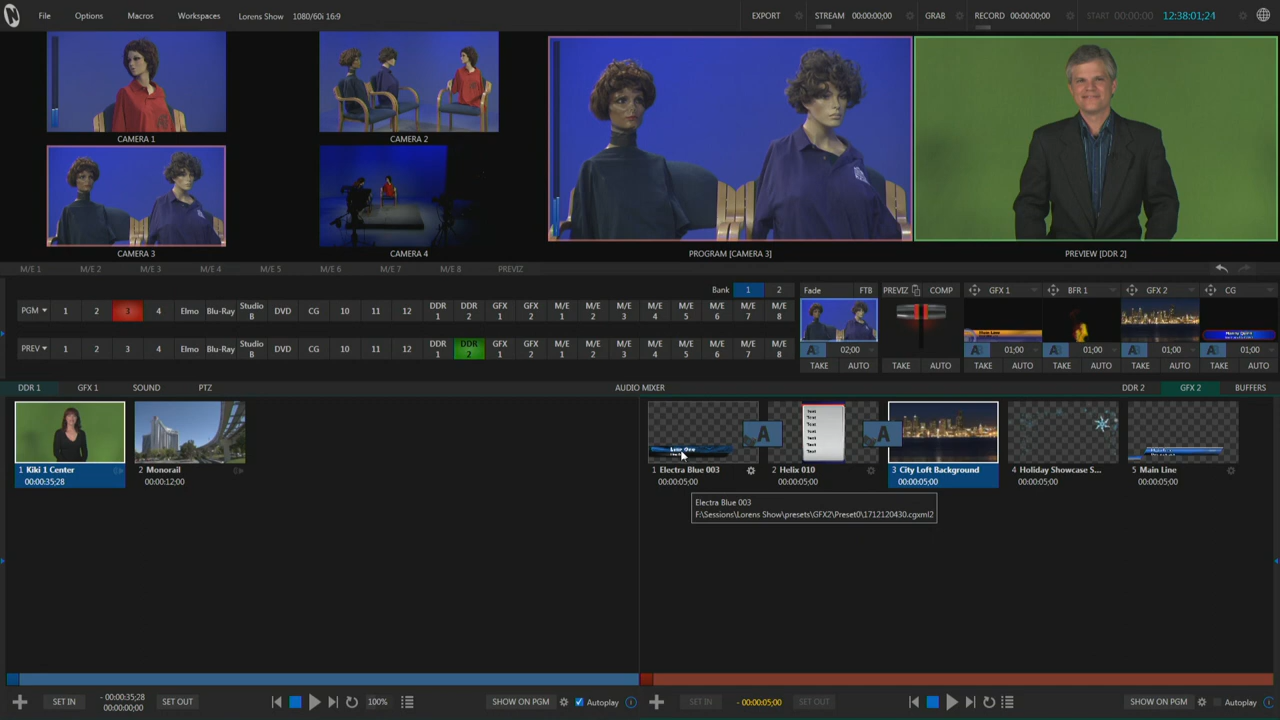 File Options Macros Workspaces Lorens Show 1080/60i 16:9 EXPORT STREAM 00:00:00;00 GRAB RECORD 00:00:00;00 START 00:00:00 12:38:01;24
CAMERA 1 CAMERA 2
CAMERA 3 CAMERA 4 PROGRAM [CAMERA 3] PREVIEW [DDR 2]
M/E 1 M/E 2 M/E 3 M/E 4 M/E 5 M/E 6 M/E 7 M/E 8 PREVIZ
Bank 1 2 Fade FTB PREVIZ COMP GFX 1 BFR 1 GFX 2 CG
PGM 1 2 3 4 Elmo Blu-Ray Studio B DVD CG 10 11 12 DDR 1 DDR 2 GFX 1 GFX 2 M/E 1 M/E 2 M/E 3 M/E 4 M/E 5 M/E 6 M/E 7 M/E 8
PREV 1 2 3 4 Elmo Blu-Ray Studio B DVD CG 10 11 12 DDR 1 DDR 2 GFX 1 GFX 2 M/E 1 M/E 2 M/E 3 M/E 4 M/E 5 M/E 6 M/E 7 M/E 8
02;00 01;00 01;00 01;00 01;00
TAKE AUTO TAKE AUTO TAKE AUTO TAKE AUTO TAKE AUTO TAKE AUTO
DDR 1 GFX 1 SOUND PTZ AUDIO MIXER DDR 2 GFX 2 BUFFERS
A A
Text
Text
Text
Text
Text
Text
1 Kiki 1 Center 2 Monorail 1 Electra Blue 003 2 Helix 010 3 City Loft Background 4 Holiday Showcase S... 5 Main Line
00:00:35;28 00:00:12;00 00:00:05;00 00:00:05;00 00:00:05;00 00:00:05;00 00:00:05;00
Electra Blue 003
F:\Sessions\Lorens Show\presets\GFX2\Preset0\1712120430.cgxml2
SET IN - 00:00:35;28 SET OUT 100% SHOW ON PGM Autoplay SET IN - 00:00:05;00 SET OUT SHOW ON PGM Autoplay
00:00:00;00